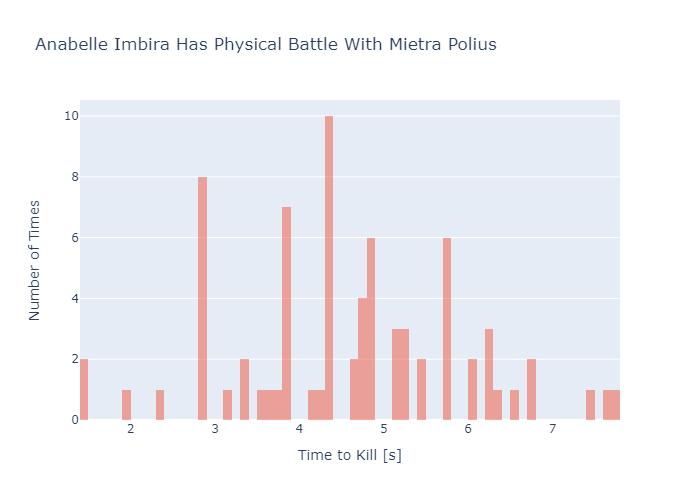 Anabelle Imbira Has Physical Battle With Mietra Polius
10
8
6
4
2
0
Number of Times
2 3 4 5 6 7
Time to Kill [s]